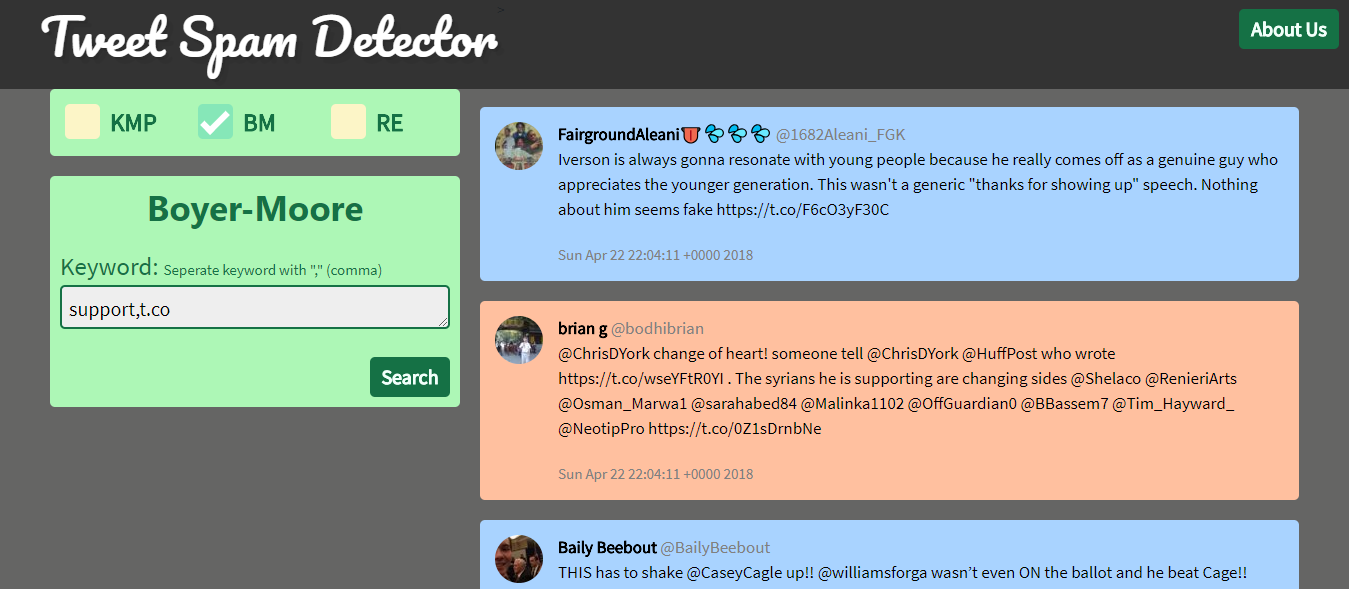 Tweet Spam Detector
>
About Us
KMP
BM
RE
Boyer-Moore
Keyword: Seperate keyword with "," (comma)
support,t.co
Search
FairgroundAleani @1682Aleani_FGK
Iverson is always gonna resonate with young people because he really comes off as a genuine guy who
appreciates the younger generation. This wasn't a generic "thanks for showing up" speech. Nothing
about him seems fake https://t.co/F6cO3yF30C
Sun Apr 22 22:04:11 +0000 2018
brian g @bodhibrian
@ChrisDYork change of heart! someone tell @ChrisDYork @HuffPost who wrote
https://t.co/wseYFtR0YI . The syrians he is supporting are changing sides @Shelaco @RenieriArts
@Osman_Marwa1 @sarahabed84 @Malinka1102 @OffGuardian0 @BBassem7 @Tim_Hayward_
@NeotipPro https://t.co/0Z1sDrnbNe
Sun Apr 22 22:04:11 +0000 2018
Baily Beebout @BailyBeebout
THIS has to shake @CaseyCagle up!! @williamsforga wasn’t even ON the ballot and he beat Cage!!